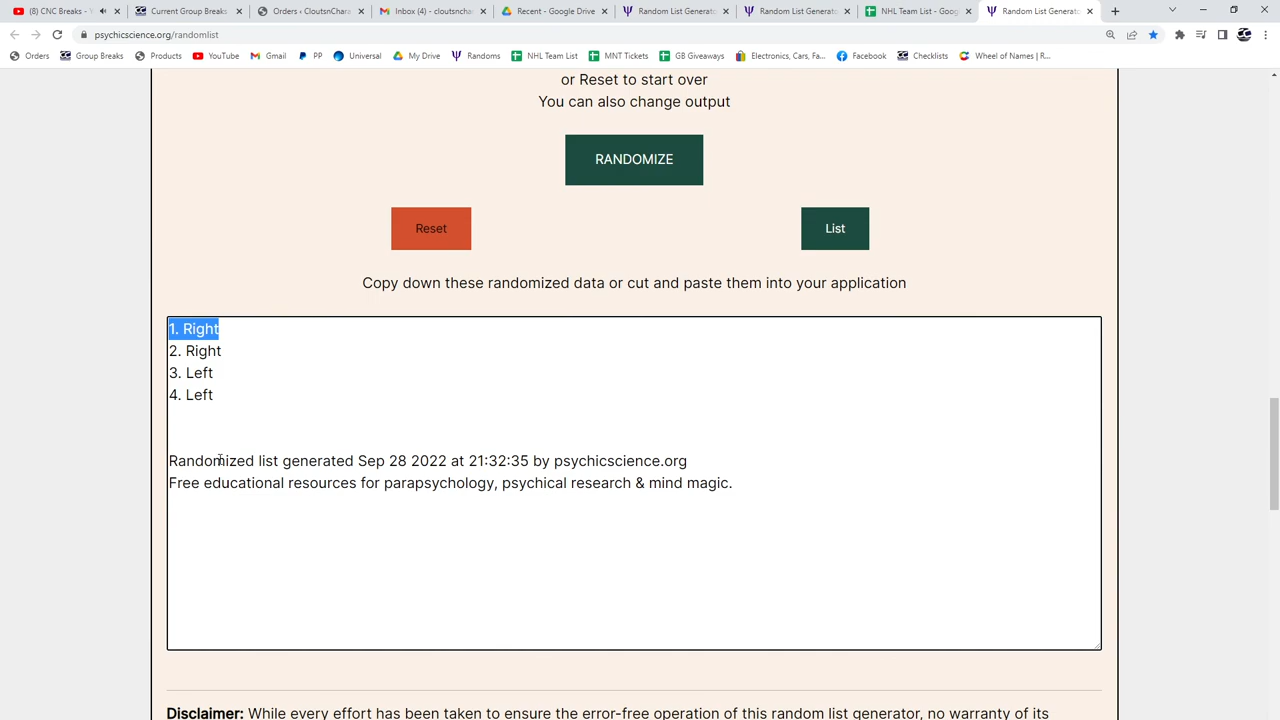 (8) CNC Breaks - Y
Current Group Breaks
Orders ‹ CloutsnChara
Inbox (4) - cloutsnchar
Recent - Google Drive
Random List Generato
Random List Generato
NHL Team List - Goog
Random List Generato
psychicscience.org/randomlist
Orders
Group Breaks
Products
YouTube
Gmail
PP
Universal
My Drive
Randoms
NHL Team List
MNT Tickets
GB Giveaways
Electronics, Cars, Fa...
Facebook
Checklists
Wheel of Names | R...
or Reset to start over
You can also change output
RANDOMIZE
Reset
List
Copy down these randomized data or cut and paste them into your application
1. Right
2. Right
3. Left
4. Left
Randomized list generated Sep 28 2022 at 21:32:35 by psychicscience.org
Free educational resources for parapsychology, psychical research & mind magic.
Disclaimer: While every effort has been taken to ensure the error-free operation of this random list generator, no warranty of its